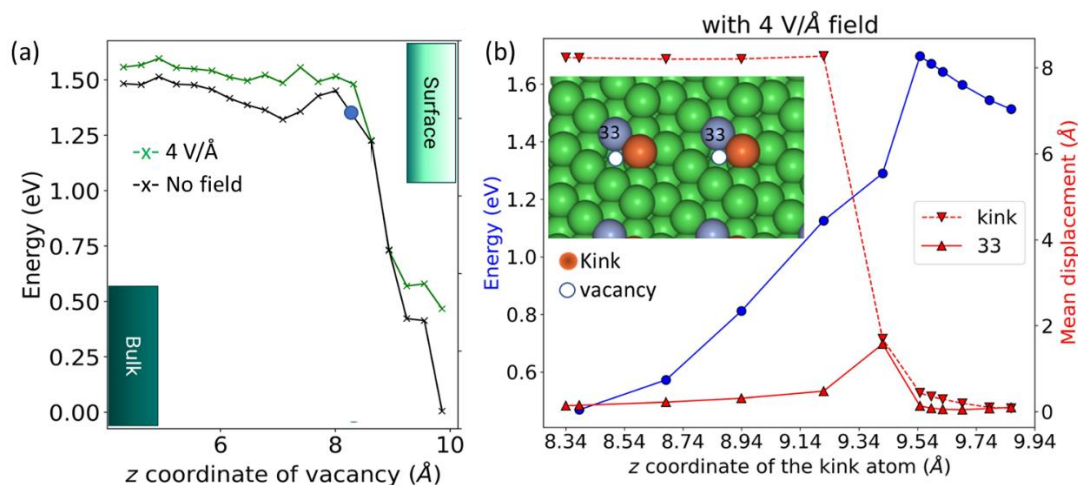 with 4 V/Å field
(a)
(b)
Energy (eV)
1.50
1.25
1.00
0.75
0.50
0.25
0.00
Surface
-x- 4 V/Å
-x- No field
Bulk
6
8
10
z coordinate of vacancy (Å)
Energy (eV)
1.6
1.4
1.2
1.0
0.8
0.6
33
33
Kink
vacancy
kink
33
8
6
4
2
0
Mean displacement (Å)
8.34 8.54 8.74 8.94 9.14 9.34 9.54 9.74 9.94
z coordinate of the kink atom (Å)